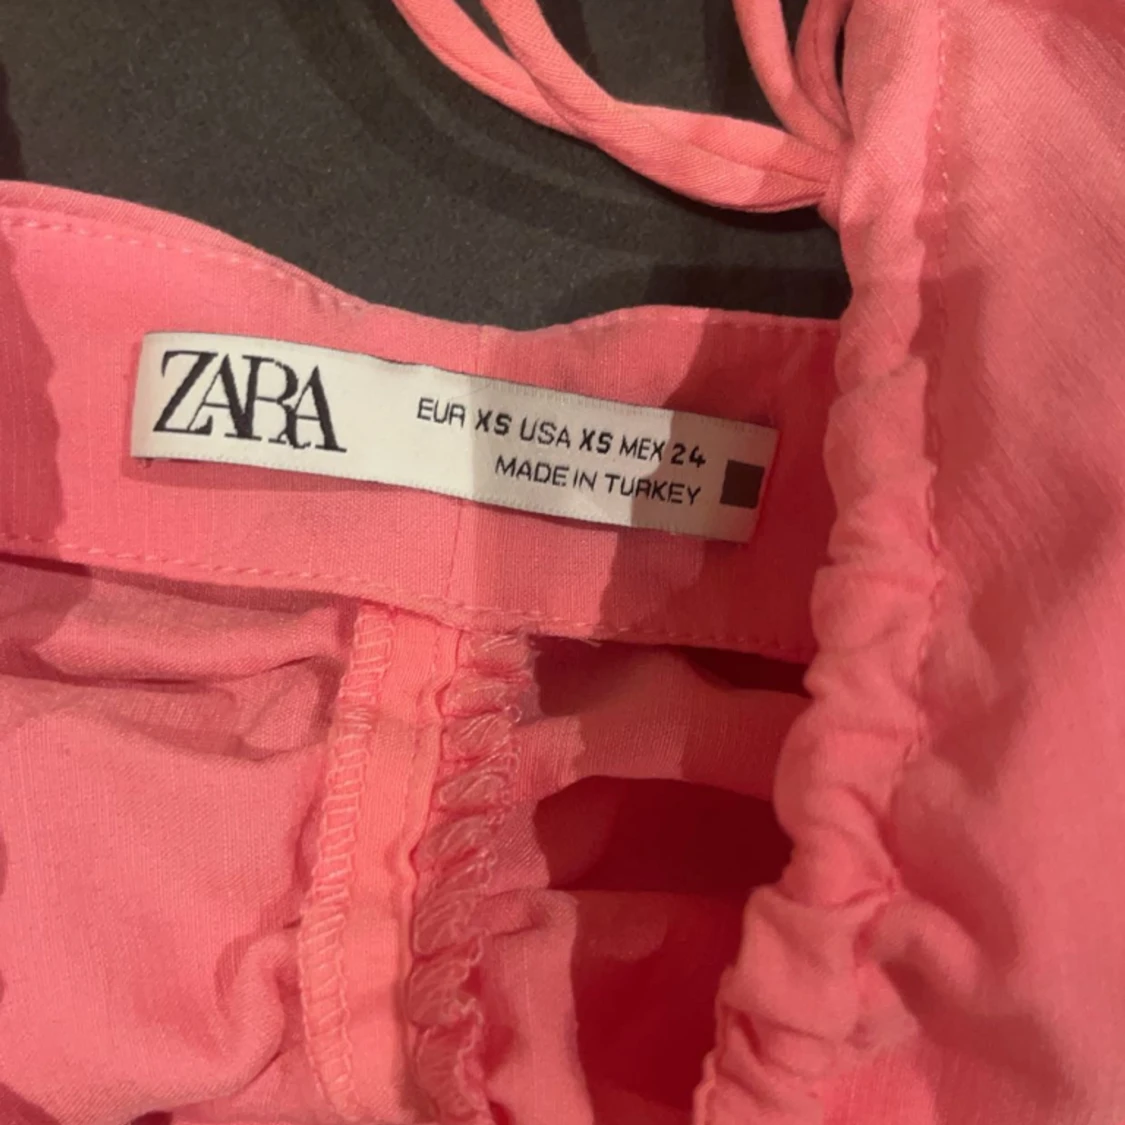 ZARA
EUR XS USA XS MEX 24
MADE IN TURKEY